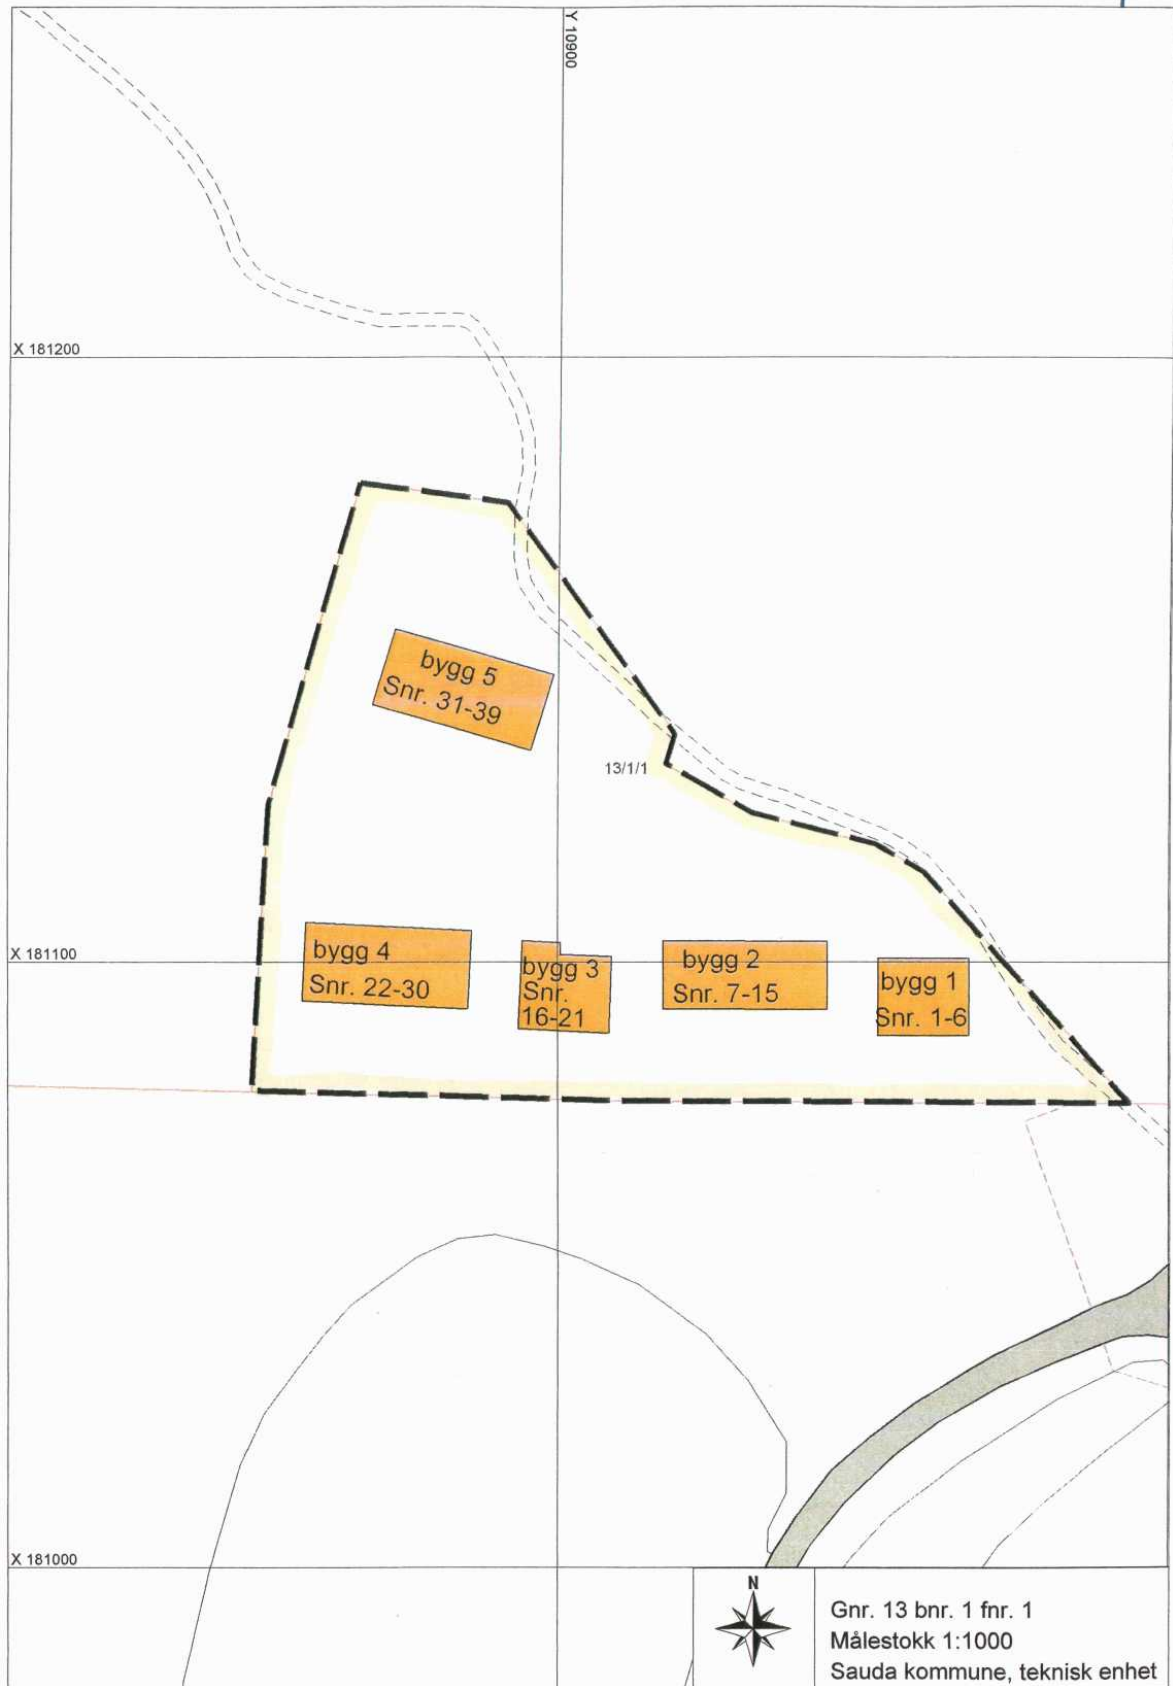 Y 10900
X 181200
bygg 5
Snr. 31-39
13/1/1
X 181100
bygg 4
Snr. 22-30
bygg 3
Snr.
16-21
bygg 2
Snr. 7-15
bygg 1
Snr. 1-6
X 181000
N
Gnr. 13 bnr. 1 fnr. 1
Målestokk 1:1000
Sauda kommune, teknisk enhet